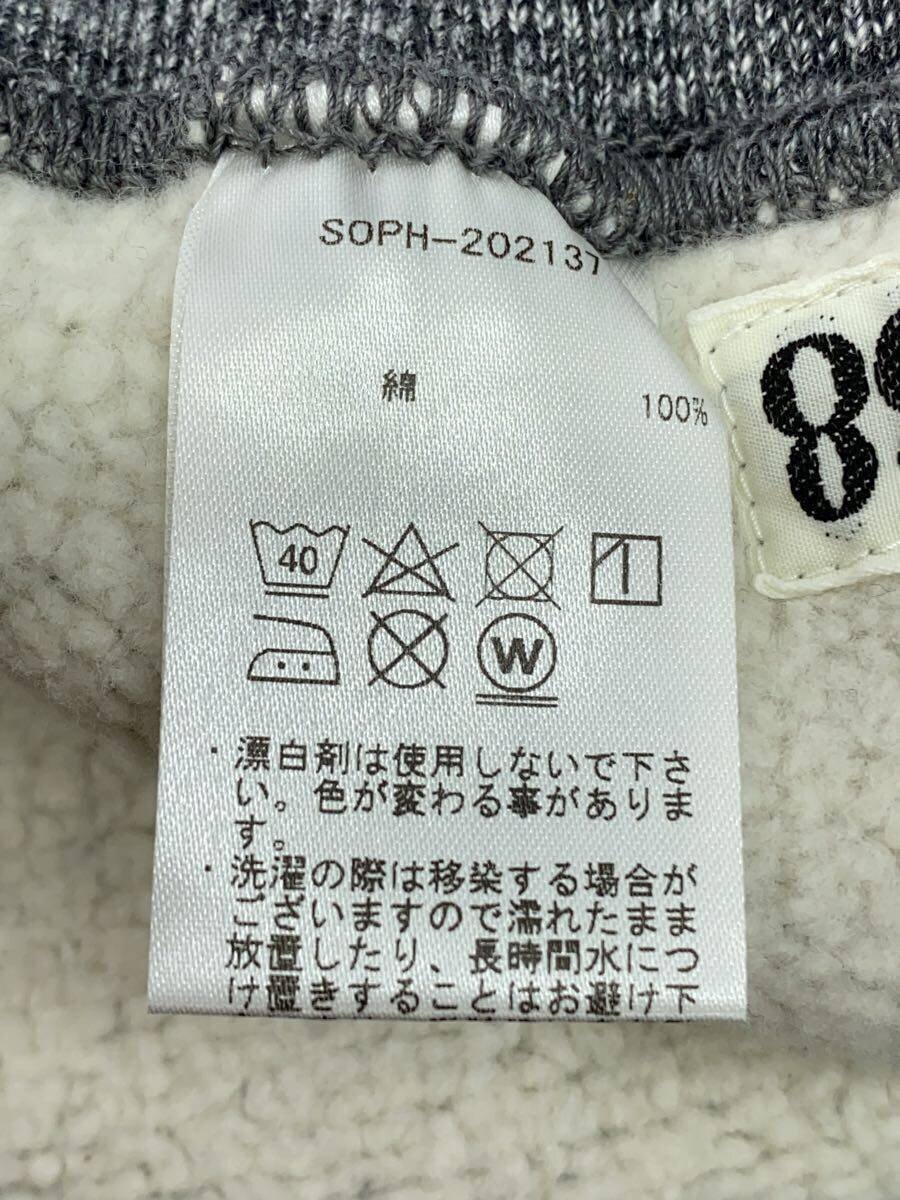 SOPH-202137
綿 100%
89
40
W
・漂白剤は使用しないで下さ
い。色が変わる事がありま
す。
・洗濯の際は移染する場合が
ございますので濡れたまま
放置したり、長時間水につ
け置きすることはお避け下